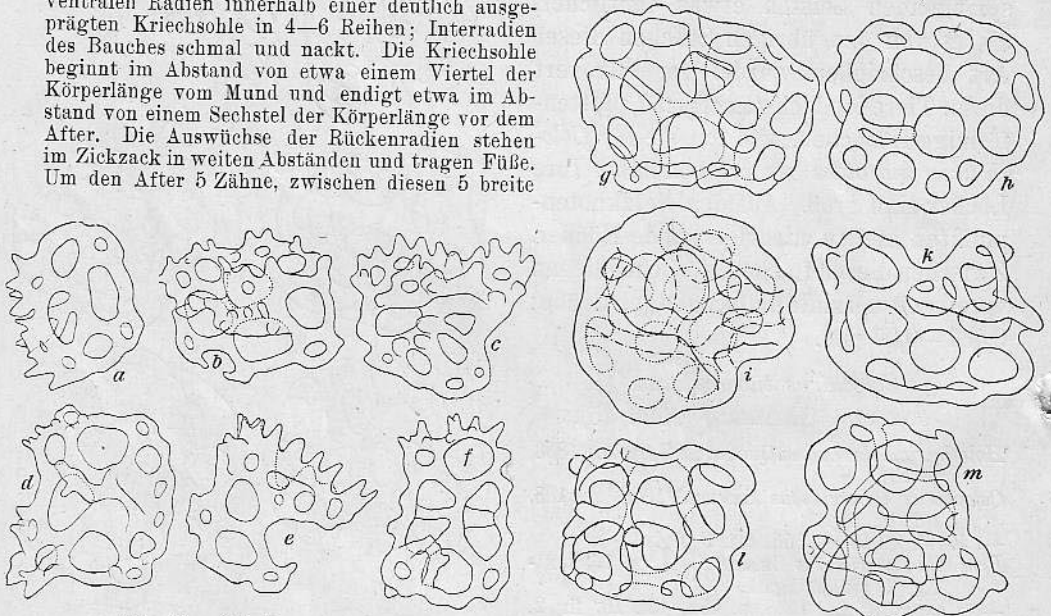 ventralen Radien innerhalb einer deutlich ausge-
prägten Kriechsohle in 4—6 Reihen; Interradien
des Bauches schmal und nackt. Die Kriechsohle
beginnt im Abstand von etwa einem Viertel der
Körperlänge vom Mund und endigt etwa im Ab-
stand von einem Sechstel der Körperlänge vor dem
After. Die Auswüchse der Rückenradien stehen
im Zickzack in weiten Abständen und tragen Füße.
Um den After 5 Zähne, zwischen diesen 5 breite
g
h
a
b
c
i
k
d
e
f
l
m